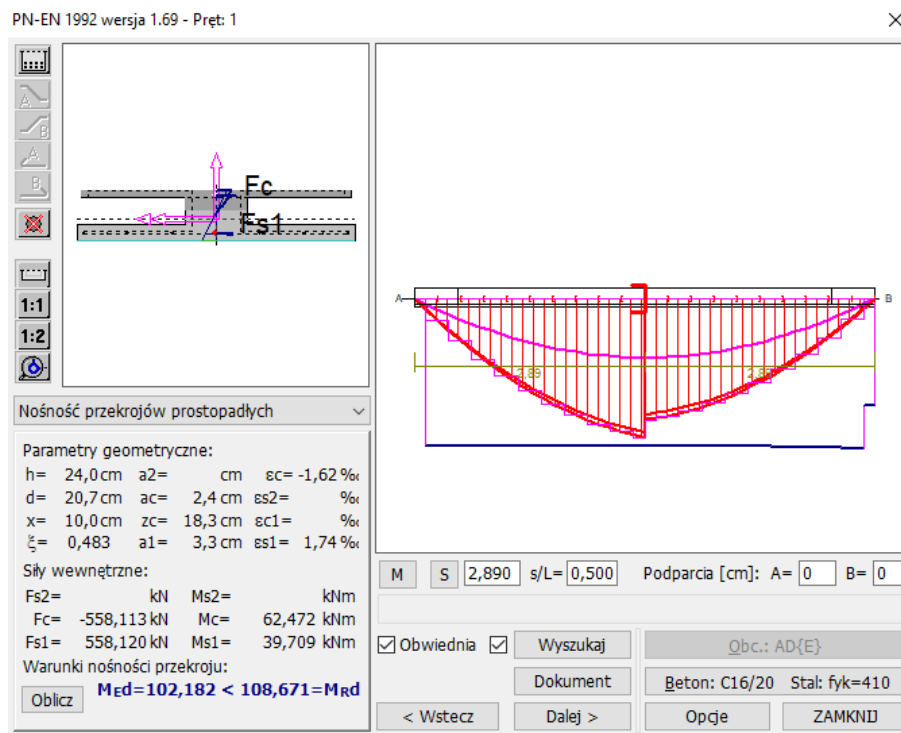 PN-EN 1992 wersja 1.69 - Pręt: 1
A
B
A
B
1:1
1:2
Fc
Fs1
Nośność przekrojów prostopadłych
Parametry geometryczne:
h= 24,0 cm a2= cm εc= -1,62 ‰
d= 20,7 cm ac= 2,4 cm εs2= ‰
x= 10,0 cm zc= 18,3 cm εc1= ‰
ξ= 0,483 a1= 3,3 cm εs1= 1,74 ‰
Siły wewnętrzne:
Fs2= kN Ms2= kNm
Fc= -558,113 kN Mc= 62,472 kNm
Fs1= 558,120 kN Ms1= 39,709 kNm
Warunki nośności przekroju:
Oblicz MEd=102,182 < 108,671=MRd
A B
2,89
M S 2,890 s/L= 0,500 Podparcia [cm]: A= 0 B= 0
Obwiednia Wyszukaj Obc.: AD{E}
Dokument Beton: C16/20 Stal: fyk=410
< Wstecz Dalej > Opcje ZAMKNIJ